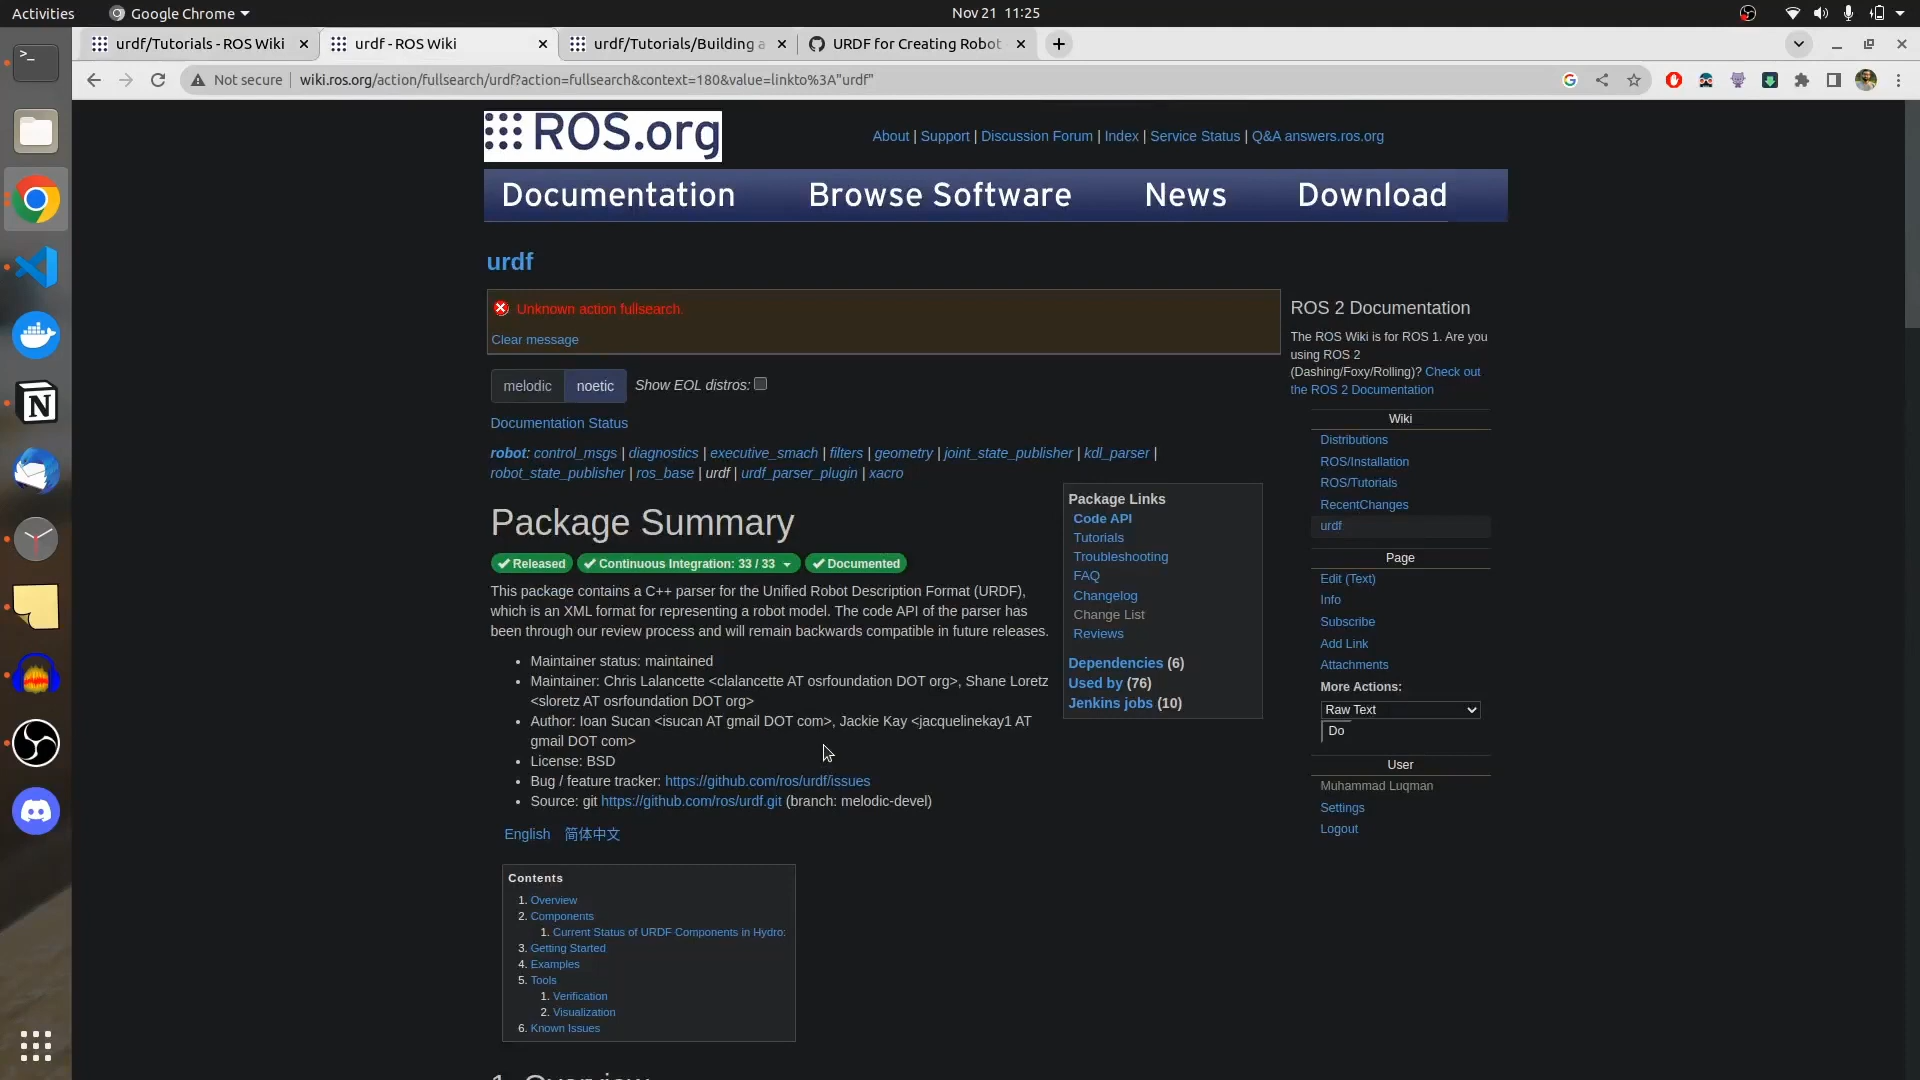 Activities
Google Chrome
Nov 21 11:25
urdf/Tutorials - ROS Wiki
urdf - ROS Wiki
urdf/Tutorials/Building a
URDF for Creating Robot
Not secure
wiki.ros.org/action/fullsearch/urdf?action=fullsearch&context=180&value=linkto%3A"urdf"
ROS.org
About | Support | Discussion Forum | Index | Service Status | Q&A answers.ros.org
Documentation
Browse Software
News
Download
urdf
Unknown action fullsearch.
Clear message
melodic
noetic
Show EOL distros:
Documentation Status
robot: control_msgs | diagnostics | executive_smach | filters | geometry | joint_state_publisher | kdl_parser |
robot_state_publisher | ros_base | urdf | urdf_parser_plugin | xacro
Package Summary
Released
Continuous Integration: 33 / 33
Documented
This package contains a C++ parser for the Unified Robot Description Format (URDF),
which is an XML format for representing a robot model. The code API of the parser has
been through our review process and will remain backwards compatible in future releases.
Maintainer status: maintained
Maintainer: Chris Lalancette <clalancette AT osrfoundation DOT org>, Shane Loretz
<sloretz AT osrfoundation DOT org>
Author: Ioan Sucan <isucan AT gmail DOT com>, Jackie Kay <jacquelinekay1 AT
gmail DOT com>
License: BSD
Bug / feature tracker: https://github.com/ros/urdf/issues
Source: git https://github.com/ros/urdf.git (branch: melodic-devel)
English
简体中文
Contents
1. Overview
2. Components
1. Current Status of URDF Components in Hydro:
3. Getting Started
4. Examples
5. Tools
1. Verification
2. Visualization
6. Known Issues
1. Overview
Package Links
Code API
Tutorials
Troubleshooting
FAQ
Changelog
Change List
Reviews
Dependencies (6)
Used by (76)
Jenkins jobs (10)
ROS 2 Documentation
The ROS Wiki is for ROS 1. Are you
using ROS 2
(Dashing/Foxy/Rolling)? Check out
the ROS 2 Documentation
Wiki
Distributions
ROS/Installation
ROS/Tutorials
RecentChanges
urdf
Page
Edit (Text)
Info
Subscribe
Add Link
Attachments
More Actions:
Raw Text
Do
User
Muhammad Luqman
Settings
Logout